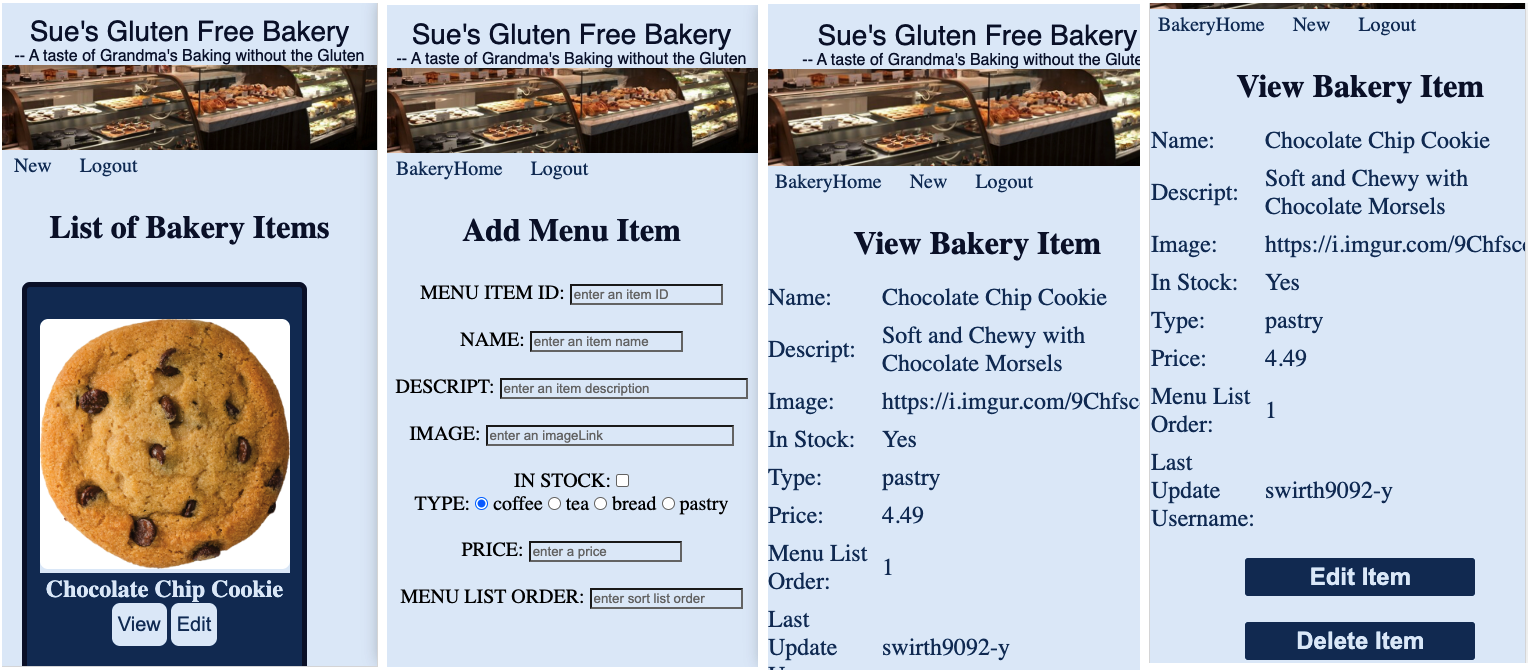 Sue's Gluten Free Bakery
-- A taste of Grandma's Baking without the Gluten
New Logout
List of Bakery Items
Chocolate Chip Cookie
View Edit
Sue's Gluten Free Bakery
-- A taste of Grandma's Baking without the Gluten
BakeryHome Logout
Add Menu Item
MENU ITEM ID: enter an item ID
NAME: enter an item name
DESCRIPT: enter an item description
IMAGE: enter an imageLink
IN STOCK:
TYPE: coffee tea bread pastry
PRICE: enter a price
MENU LIST ORDER: enter sort list order
Sue's Gluten Free Bakery
-- A taste of Grandma's Baking without the Glute
BakeryHome New Logout
View Bakery Item
Name: Chocolate Chip Cookie
Descript: Soft and Chewy with
Chocolate Morsels
Image: https://i.imgur.com/9Chfsc
In Stock: Yes
Type: pastry
Price: 4.49
Menu List
Order: 1
Last
Update swirth9092-y
BakeryHome New Logout
View Bakery Item
Name: Chocolate Chip Cookie
Descript: Soft and Chewy with
Chocolate Morsels
Image: https://i.imgur.com/9Chfsc
In Stock: Yes
Type: pastry
Price: 4.49
Menu List
Order: 1
Last
Update swirth9092-y
Username:
Edit Item
Delete Item